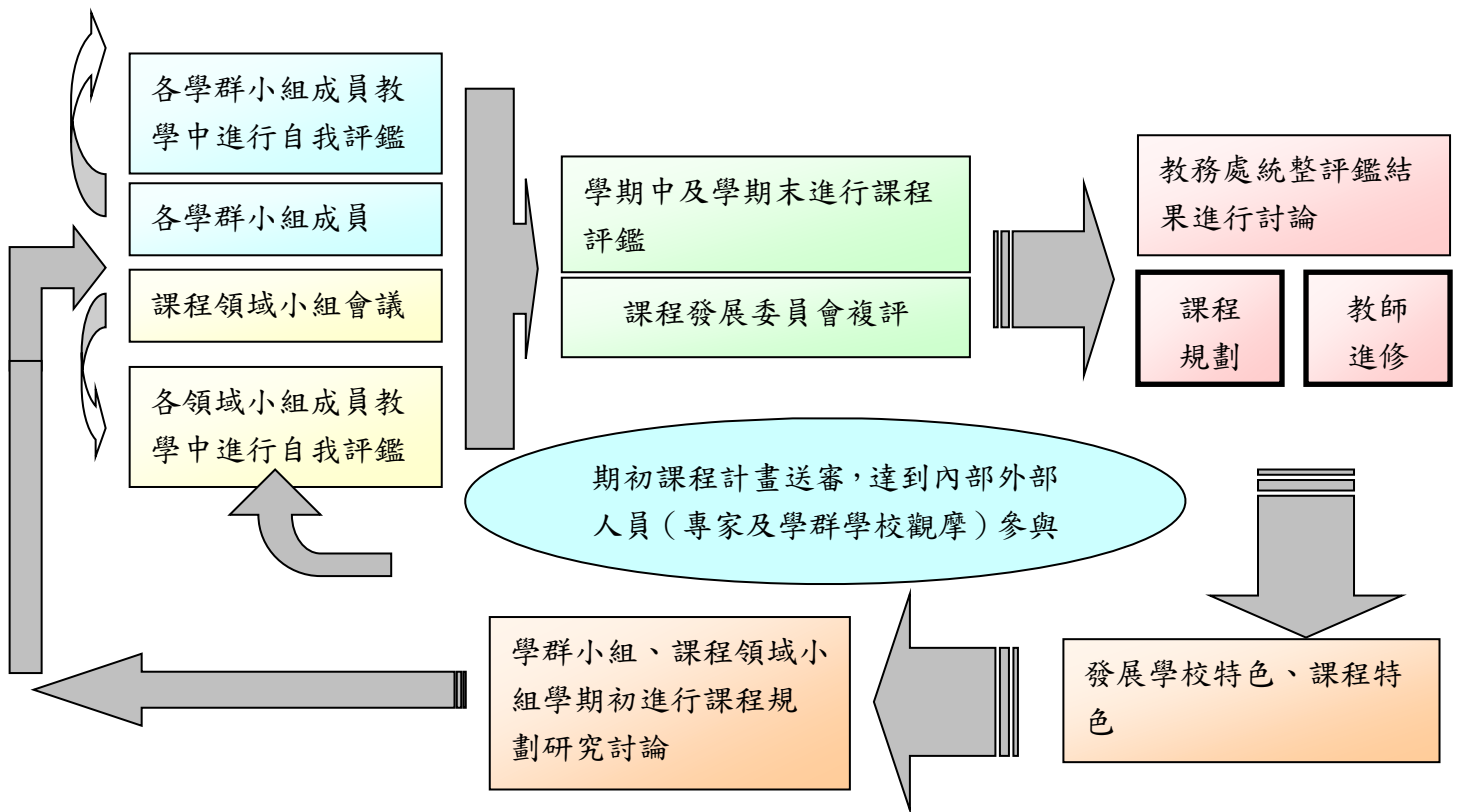 各學群小組成員教
學中進行自我評鑑
各學群小組成員
課程領域小組會議
各領域小組成員教
學中進行自我評鑑
學期中及學期末進行課程
評鑑
課程發展委員會複評
教務處統整評鑑結
果進行討論
課程
規劃
教師
進修
期初課程計畫送審，達到內部外部
人員（專家及學群學校觀摩）參與
發展學校特色、課程特
色
學群小組、課程領域小
組學期初進行課程規
劃研究討論